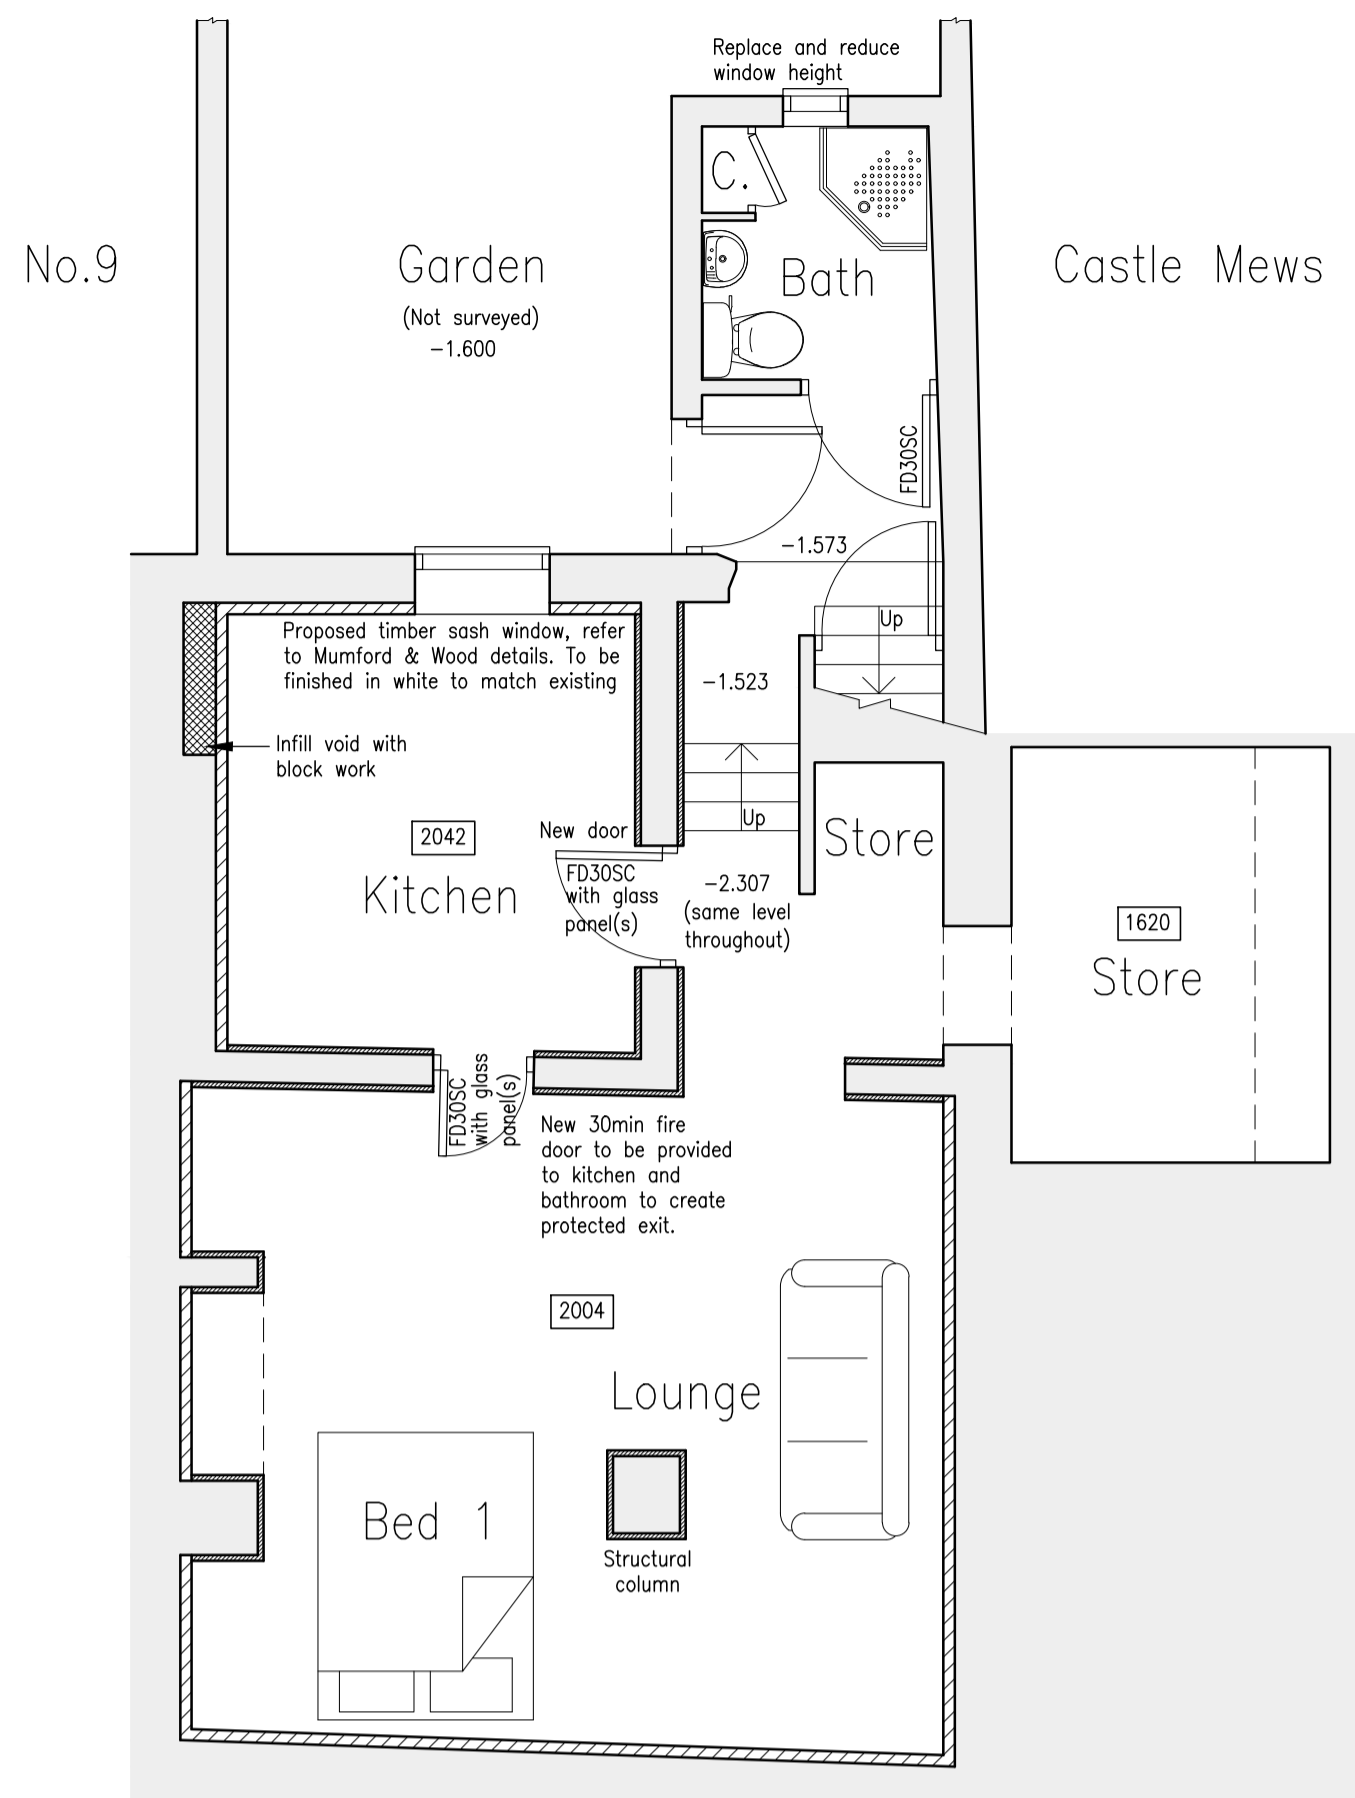 Replace and reduce
window height
C.
No.9
Garden
(Not surveyed)
-1.600
Bath
Castle Mews
FD30SC
-1.573
Up
Proposed timber sash window, refer
to Mumford & Wood details. To be
finished in white to match existing
-1.523
Infill void with
block work
Up
2042
Kitchen
New door
FD30SC
with glass
panel(s)
-2.307
(same level
throughout)
Store
1620
Store
FD30SC
with glass
panel(s)
New 30min fire
door to be provided
to kitchen and
bathroom to create
protected exit.
2004
Lounge
Bed 1
Structural
column